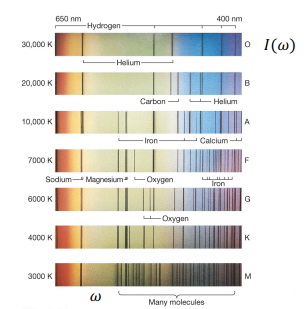 650 nm 400 nm
Hydrogen
30,000 K O I(ω)
Helium
20,000 K B
Carbon Helium
10,000 K A
Iron Calcium
7000 K F
Sodium Magnesium Oxygen Iron
6000 K G
Oxygen
4000 K K
3000 K M
ω
Many molecules